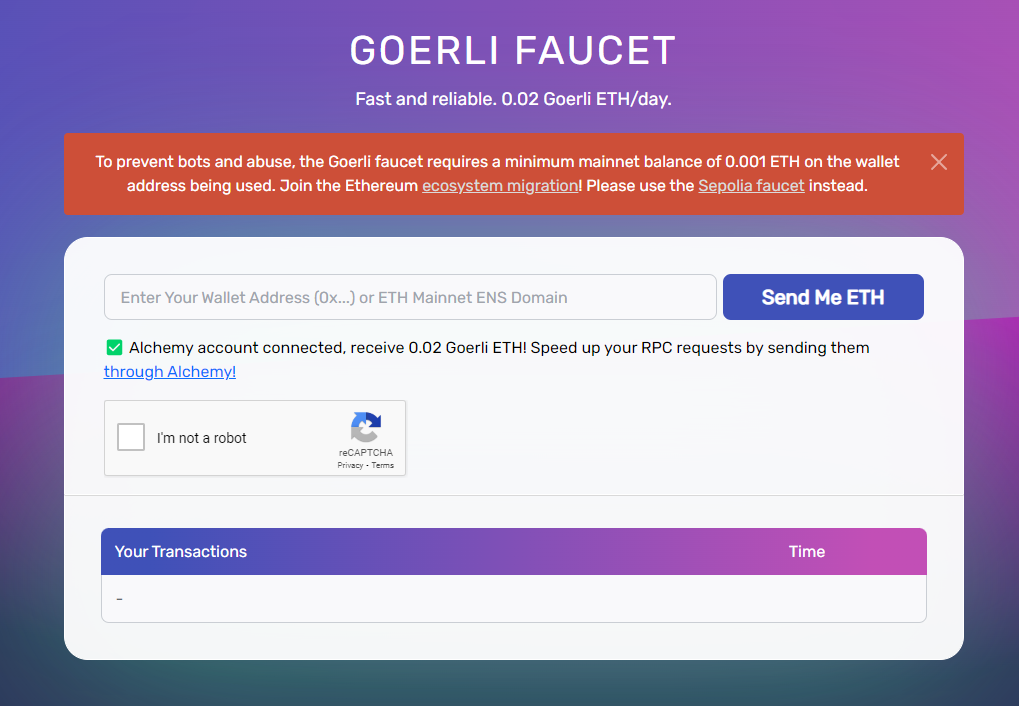 GOERLI FAUCET
Fast and reliable. 0.02 Goerli ETH/day.
To prevent bots and abuse, the Goerli faucet requires a minimum mainnet balance of 0.001 ETH on the wallet
address being used. Join the Ethereum ecosystem migration! Please use the Sepolia faucet instead.
Enter Your Wallet Address (0x...) or ETH Mainnet ENS Domain
Send Me ETH
Alchemy account connected, receive 0.02 Goerli ETH! Speed up your RPC requests by sending them
through Alchemy!
I'm not a robot
reCAPTCHA
Privacy - Terms
Your Transactions
Time
-